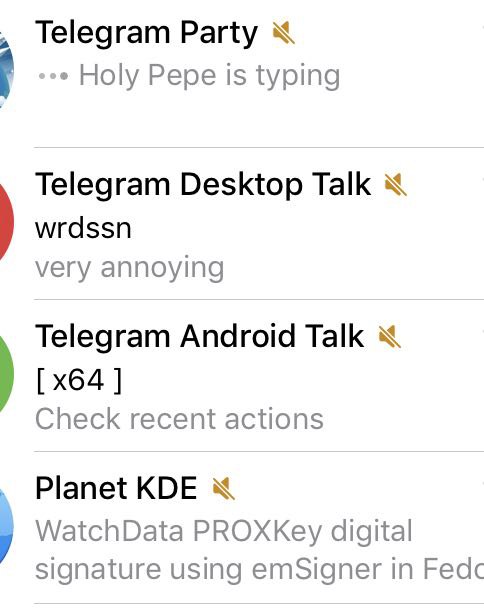 Telegram Party
Holy Pepe is typing
Telegram Desktop Talk
wrdssn
very annoying
Telegram Android Talk
[ x64 ]
Check recent actions
Planet KDE
WatchData PROXKey digital
signature using emSigner in Fedo